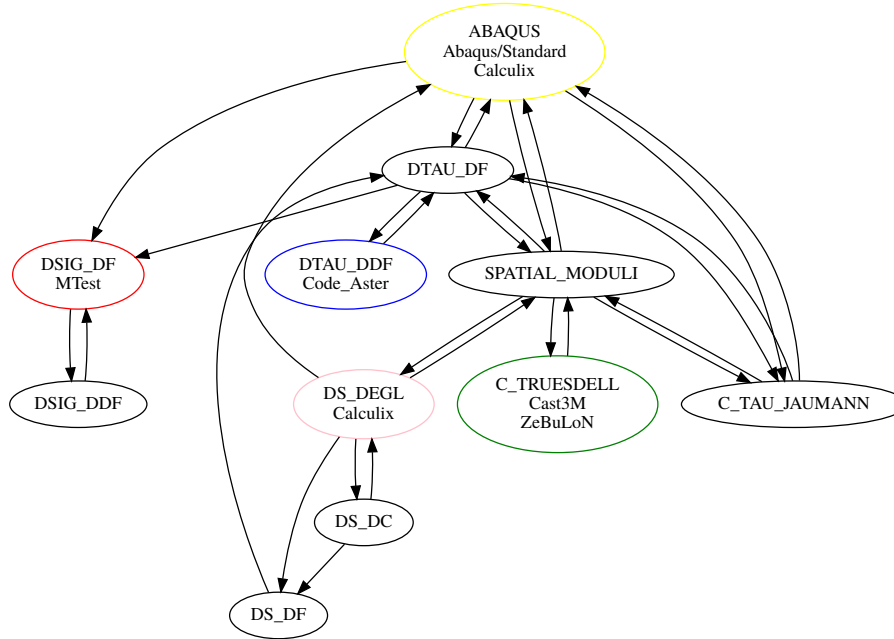 ABAQUS
Abaqus/Standard
Calculix
DTAU_DF
DSIG_DF
MTest
DTAU_DDF
Code_Aster
SPATIAL_MODULI
DSIG_DDF
DS_DEGL
Calculix
C_TRUESDELL
Cast3M
ZeBuLoN
C_TAU_JAUMANN
DS_DC
DS_DF